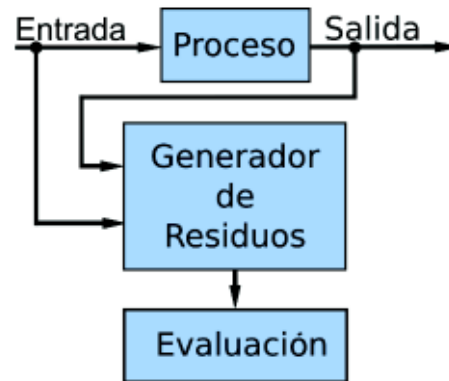 Entrada
Proceso
Salida
Generador
de
Residuos
Evaluación